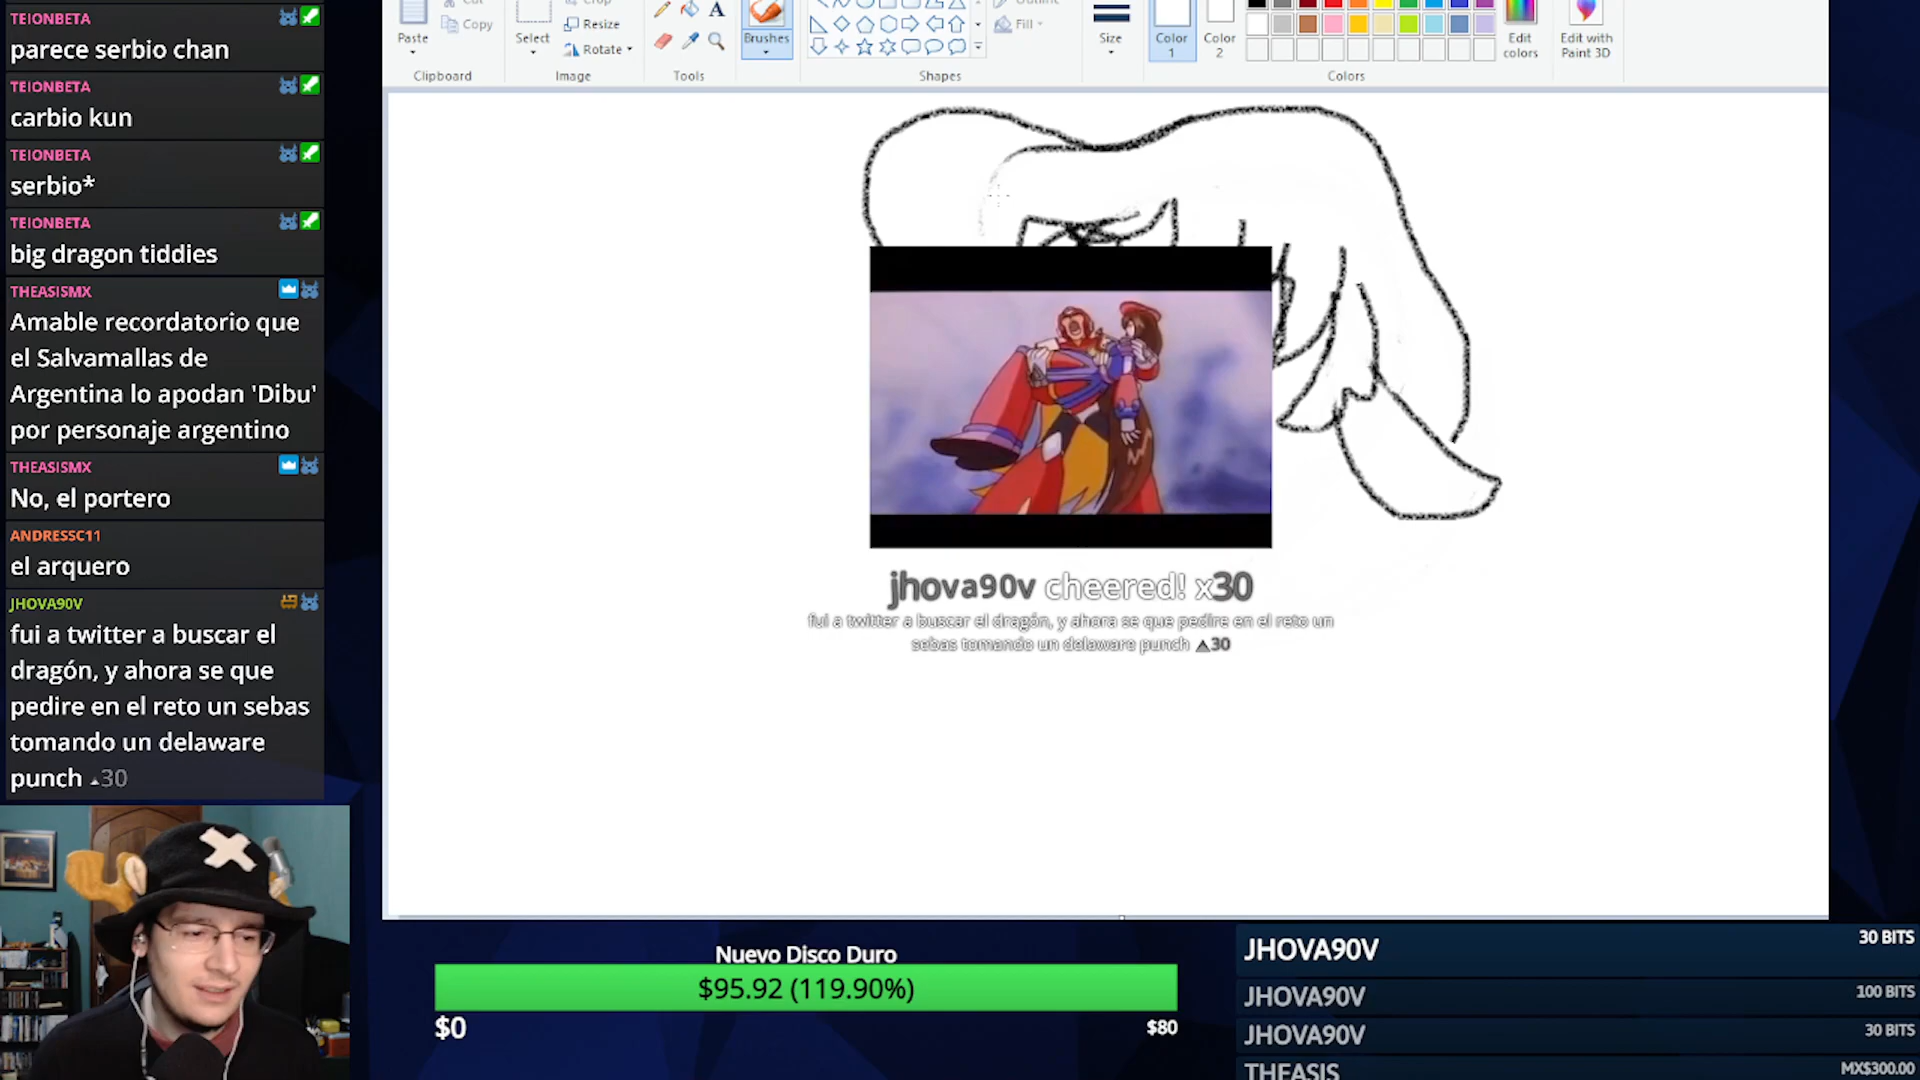 TEIONBETA
parece serbio chan
TEIONBETA
carbio kun
TEIONBETA
serbio*
TEIONBETA
big dragon tiddies
THEASISMX
Amable recordatorio que
el Salvamallas de
Argentina lo apodan 'Dibu'
por personaje argentino
THEASISMX
No, el portero
ANDRESSC11
el arquero
JHOVA90V
fui a twitter a buscar el
dragón, y ahora se que
pedire en el reto un sebas
tomando un delaware
punch 30
Paste
Cut
Copy
Clipboard
Select
Crop
Resize
Rotate
Image
A
Tools
Brushes
Shapes
Outline
Fill
Size
Color
1
Color
2
Edit
colors
Edit with
Paint 3D
Colors
jhova90v cheered! x30
fui a twitter a buscar el dragón, y ahora se que pedire en el reto un
sebas tomando un delaware punch 30
Nuevo Disco Duro
$95.92 (119.90%)
$0
$80
JHOVA90V 30 BITS
JHOVA90V 100 BITS
JHOVA90V 30 BITS
THEASIS MX$300.00